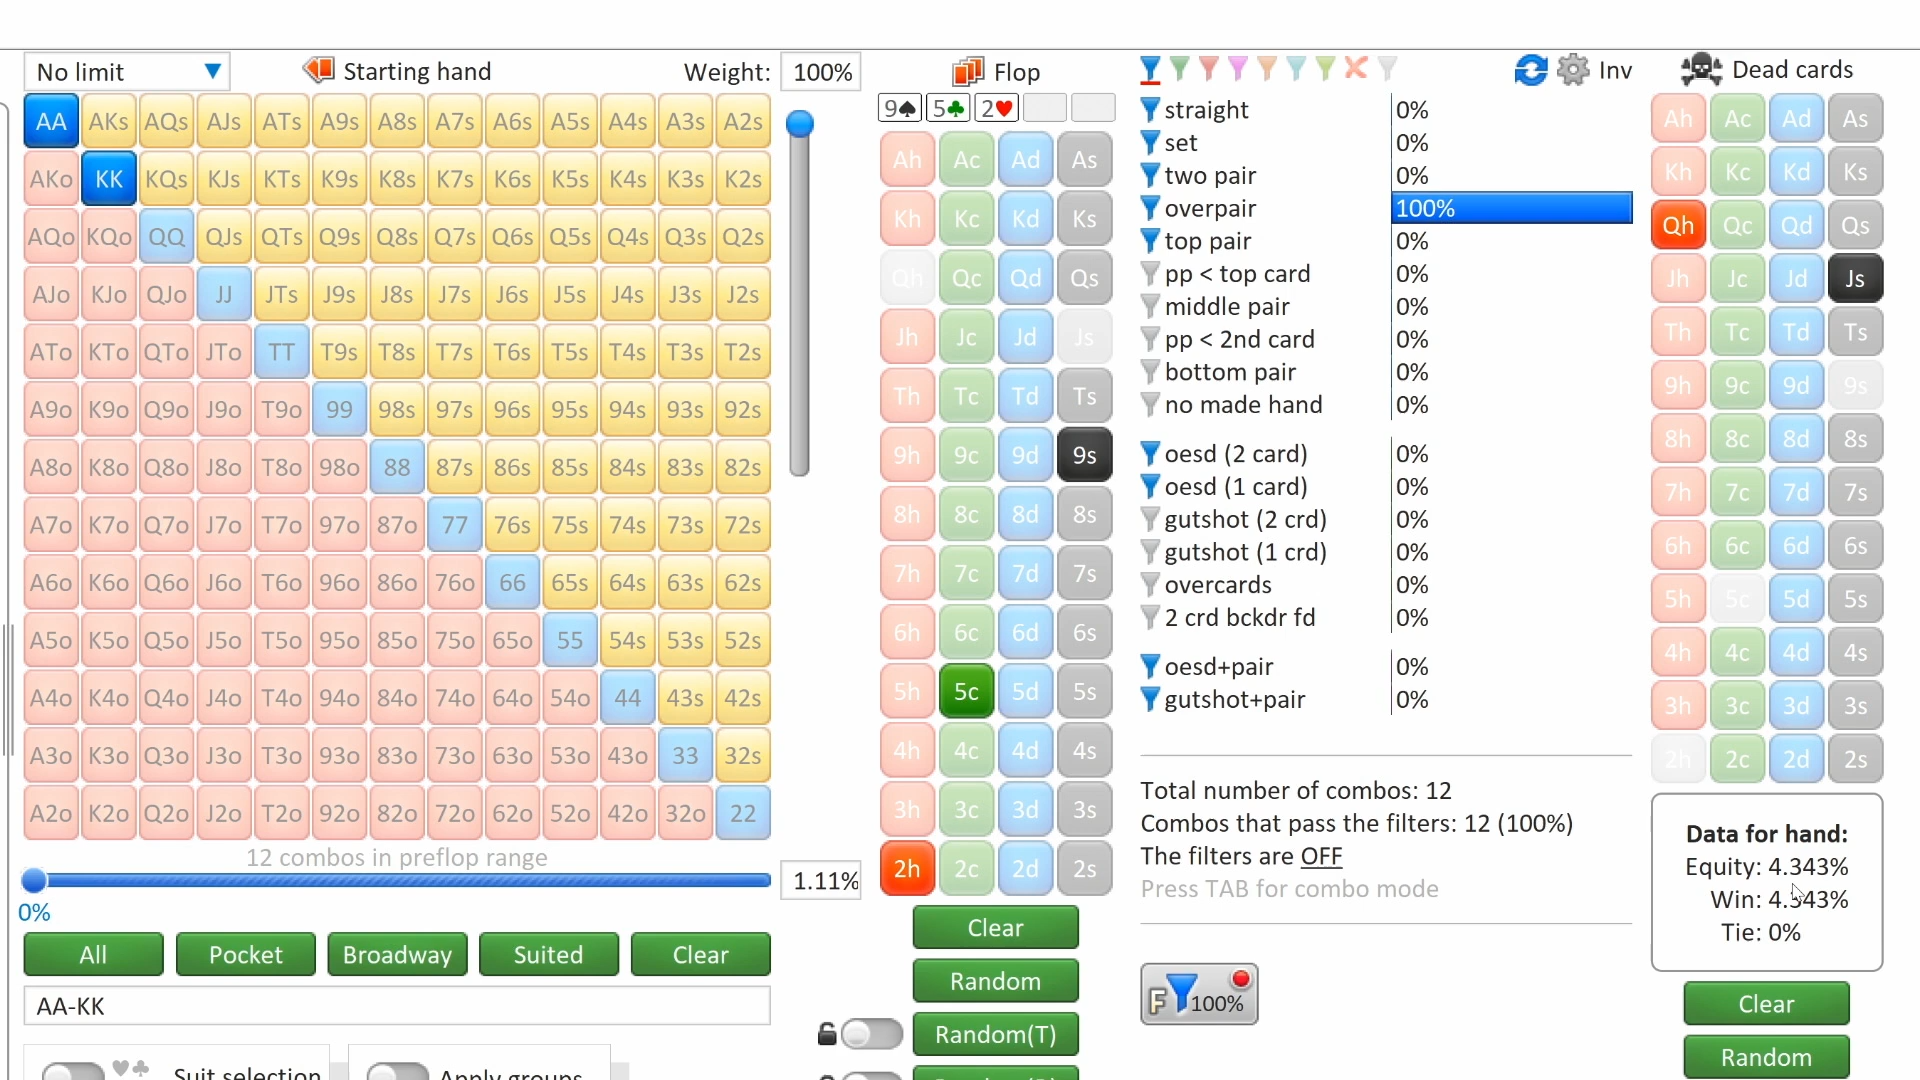 No limit
Starting hand
Weight: 100%
AA AKs AQs AJs ATs A9s A8s A7s A6s A5s A4s A3s A2s
AKo KK KQs KJs KTs K9s K8s K7s K6s K5s K4s K3s K2s
AQo KQo QQ QJs QTs Q9s Q8s Q7s Q6s Q5s Q4s Q3s Q2s
AJo KJo QJo JJ JTs J9s J8s J7s J6s J5s J4s J3s J2s
ATo KTo QTo JTo TT T9s T8s T7s T6s T5s T4s T3s T2s
A9o K9o Q9o J9o T9o 99 98s 97s 96s 95s 94s 93s 92s
A8o K8o Q8o J8o T8o 98o 88 87s 86s 85s 84s 83s 82s
A7o K7o Q7o J7o T7o 97o 87o 77 76s 75s 74s 73s 72s
A6o K6o Q6o J6o T6o 96o 86o 76o 66 65s 64s 63s 62s
A5o K5o Q5o J5o T5o 95o 85o 75o 65o 55 54s 53s 52s
A4o K4o Q4o J4o T4o 94o 84o 74o 64o 54o 44 43s 42s
A3o K3o Q3o J3o T3o 93o 83o 73o 63o 53o 43o 33 32s
A2o K2o Q2o J2o T2o 92o 82o 72o 62o 52o 42o 32o 22
12 combos in preflop range
1.11%
0%
All Pocket Broadway Suited Clear
AA-KK
Suit selection
Apply groups
Flop
9♠ 5♣ 2♥
Ah Ac Ad As
Kh Kc Kd Ks
Qh Qc Qd Qs
Jh Jc Jd Js
Th Tc Td Ts
9h 9c 9d 9s
8h 8c 8d 8s
7h 7c 7d 7s
6h 6c 6d 6s
5h 5c 5d 5s
4h 4c 4d 4s
3h 3c 3d 3s
2h 2c 2d 2s
Clear
Random
Random(T)
Inv
straight 0%
set 0%
two pair 0%
overpair 100%
top pair 0%
pp < top card 0%
middle pair 0%
pp < 2nd card 0%
bottom pair 0%
no made hand 0%
oesd (2 card) 0%
oesd (1 card) 0%
gutshot (2 crd) 0%
gutshot (1 crd) 0%
overcards 0%
2 crd bckdr fd 0%
oesd+pair 0%
gutshot+pair 0%
Total number of combos: 12
Combos that pass the filters: 12 (100%)
The filters are OFF
Press TAB for combo mode
F 100%
Dead cards
Ah Ac Ad As
Kh Kc Kd Ks
Qh Qc Qd Qs
Jh Jc Jd Js
Th Tc Td Ts
9h 9c 9d 9s
8h 8c 8d 8s
7h 7c 7d 7s
6h 6c 6d 6s
5h 5c 5d 5s
4h 4c 4d 4s
3h 3c 3d 3s
2h 2c 2d 2s
Data for hand:
Equity: 4.343%
Win: 4.343%
Tie: 0%
Clear
Random